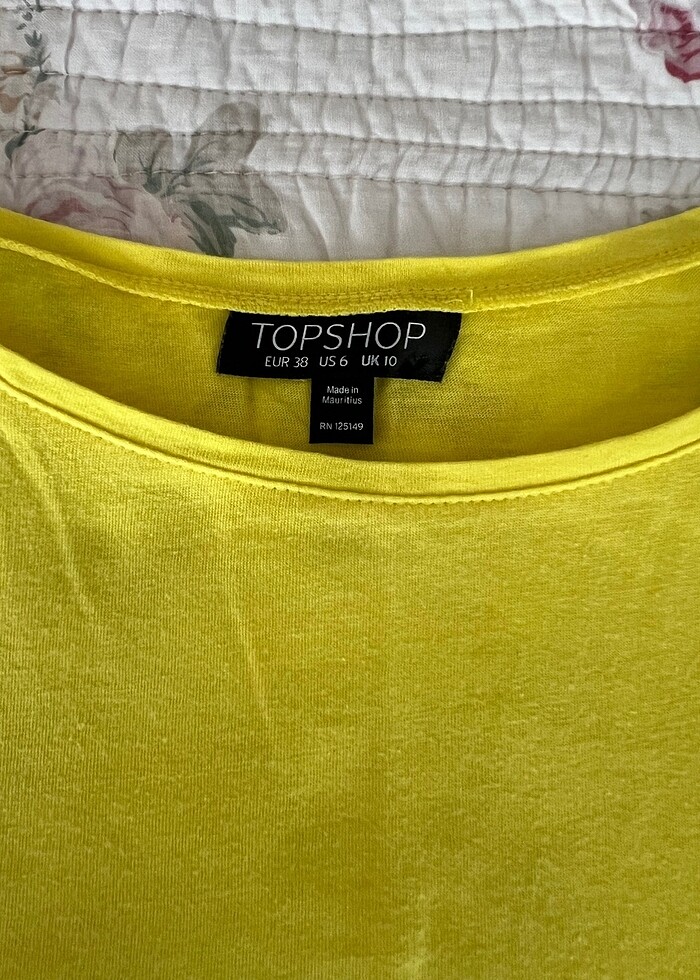 TOPSHOP
EUR 38 US 6 UK 10
Made in
Mauritius
RN 125149